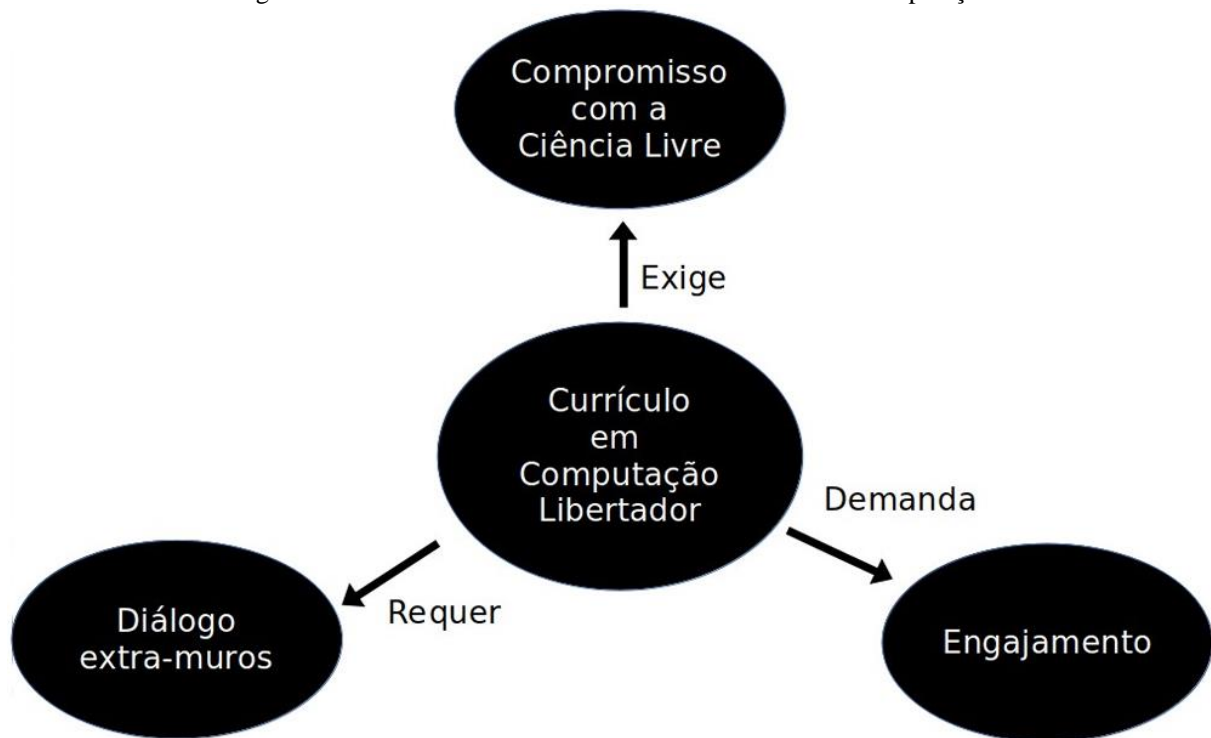 Compromisso
com a
Ciência Livre
Exige
Currículo
em
Computação
Libertador
Demanda
Requer
Diálogo
extra-muros
Engajamento